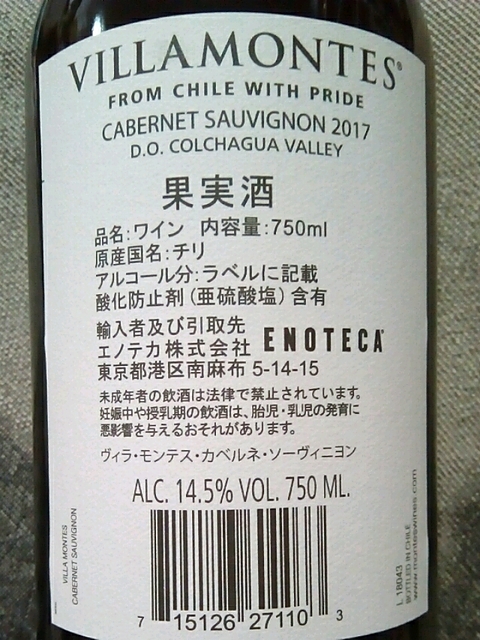 VILLAMONTES®
FROM CHILE WITH PRIDE
CABERNET SAUVIGNON 2017
D.O. COLCHAGUA VALLEY
果実酒
品名:ワイン 内容量:750ml
原産国名:チリ
アルコール分:ラベルに記載
酸化防止剤(亜硫酸塩)含有
輸入者及び引取先
エノテカ株式会社 ENOTECA
東京都港区南麻布 5-14-15
未成年者の飲酒は法律で禁止されています。
妊娠中や授乳期の飲酒は、胎児・乳児の発育に
悪影響を与えるおそれがあります。
ヴィラ・モンテス・カベルネ・ソーヴィニヨン
ALC. 14.5% VOL. 750 ML.
VILLA MONTES
CABERNET SAUVIGNON
7 15126 27110 3
L 18043
BOTTLED IN CHILE
www.monteswines.com